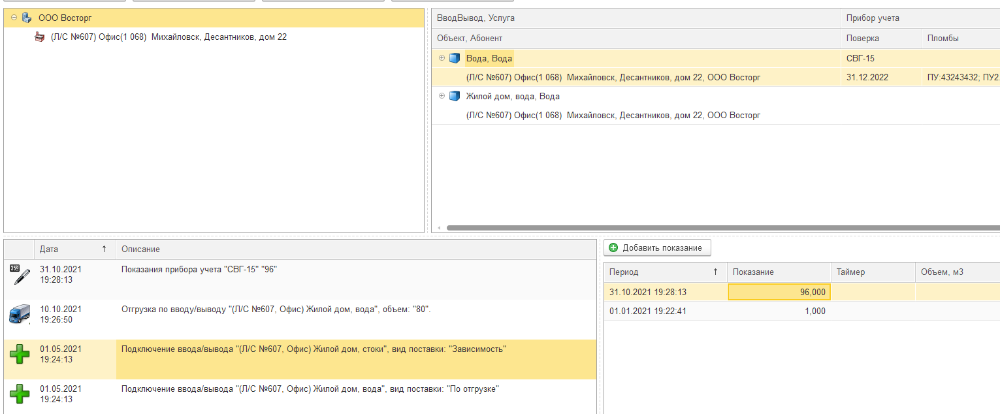 ООО Восторг
(Л/С №607) Офис(1 068)  Михайловск, Десантников, дом 22
ВводВывод, Услуга
Прибор учета
Объект, Абонент
Поверка
Пломбы
Вода, Вода
СВГ-15
(Л/С №607) Офис(1 068)  Михайловск, Десантников, дом 22, ООО Восторг
31.12.2022
ПУ:43243432; ПУ2
Жилой дом, вода, Вода
(Л/С №607) Офис(1 068)  Михайловск, Десантников, дом 22, ООО Восторг
Дата
Описание
358
31.10.2021
19:28:13
Показания прибора учета "СВГ-15" "96"
10.10.2021
19:26:50
Отгрузка по вводу/выводу "(Л/С №607, Офис) Жилой дом, вода", объем: "80".
01.05.2021
19:24:13
Подключение ввода/вывода "(Л/С №607, Офис) Жилой дом, стоки", вид поставки: "Зависимость"
01.05.2021
19:24:13
Подключение ввода/вывода "(Л/С №607, Офис) Жилой дом, вода", вид поставки: "По отгрузке"
Добавить показание
Период
Показание
Таймер
Объем, м3
31.10.2021 19:28:13
96,000
01.01.2021 19:22:41
1,000